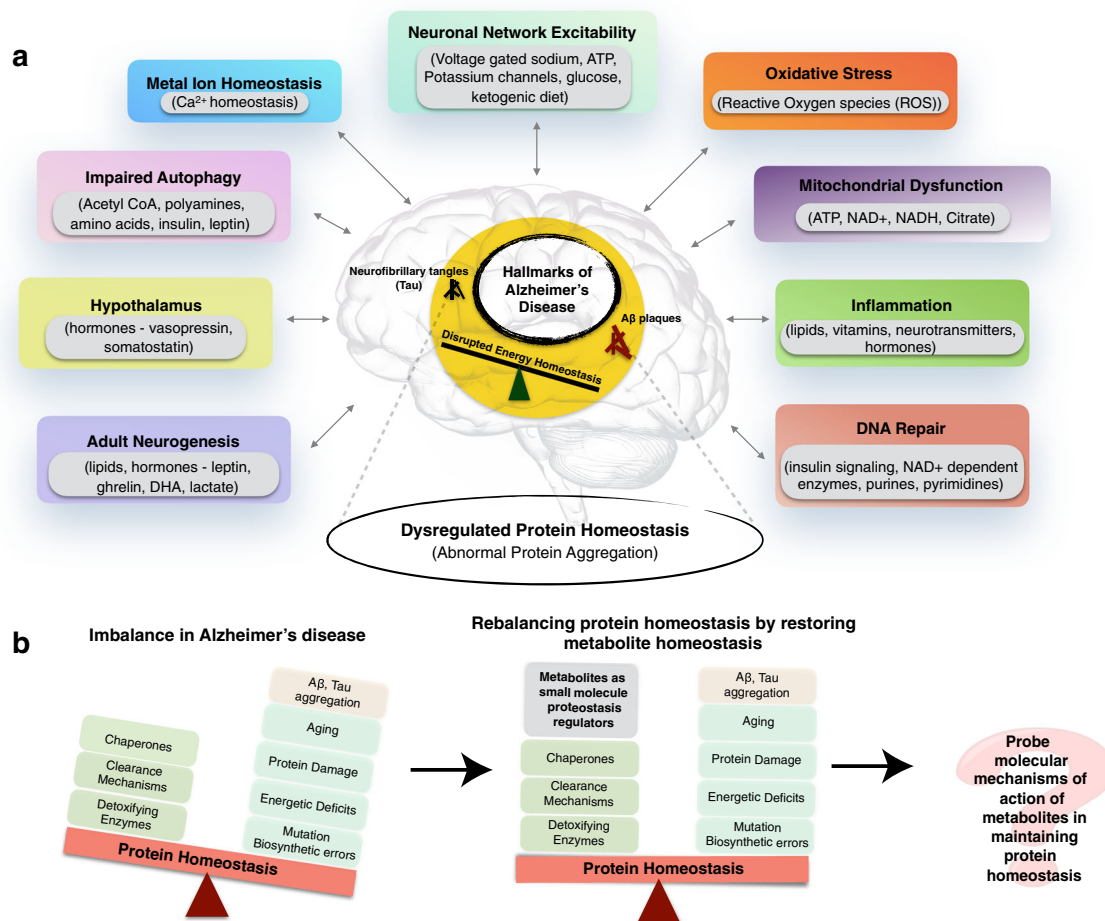 a
Neuronal Network Excitability
(Voltage gated sodium, ATP,
Potassium channels, glucose,
ketogenic diet)
Metal Ion Homeostasis
(Ca²⁺ homeostasis)
Oxidative Stress
(Reactive Oxygen species (ROS))
Impaired Autophagy
(Acetyl CoA, polyamines,
amino acids, insulin, leptin)
Mitochondrial Dysfunction
(ATP, NAD+, NADH, Citrate)
Neurofibrillary tangles
(Tau)
Hallmarks of
Alzheimer's
Disease
Aβ plaques
Disrupted Energy Homeostasis
Hypothalamus
(hormones - vasopressin,
somatostatin)
Inflammation
(lipids, vitamins, neurotransmitters,
hormones)
Adult Neurogenesis
(lipids, hormones - leptin,
ghrelin, DHA, lactate)
DNA Repair
(insulin signaling, NAD+ dependent
enzymes, purines, pyrimidines)
Dysregulated Protein Homeostasis
(Abnormal Protein Aggregation)
b
Imbalance in Alzheimer's disease
Chaperones
Clearance
Mechanisms
Detoxifying
Enzymes
Aβ, Tau
aggregation
Aging
Protein Damage
Energetic Deficits
Mutation
Biosynthetic errors
Protein Homeostasis
Rebalancing protein homeostasis by restoring
metabolite homeostasis
Metabolites as
small molecule
proteostasis
regulators
Chaperones
Clearance
Mechanisms
Detoxifying
Enzymes
Aβ, Tau
aggregation
Aging
Protein Damage
Energetic Deficits
Mutation
Biosynthetic errors
Protein Homeostasis
?
Probe
molecular
mechanisms of
action of
metabolites in
maintaining
protein
homeostasis